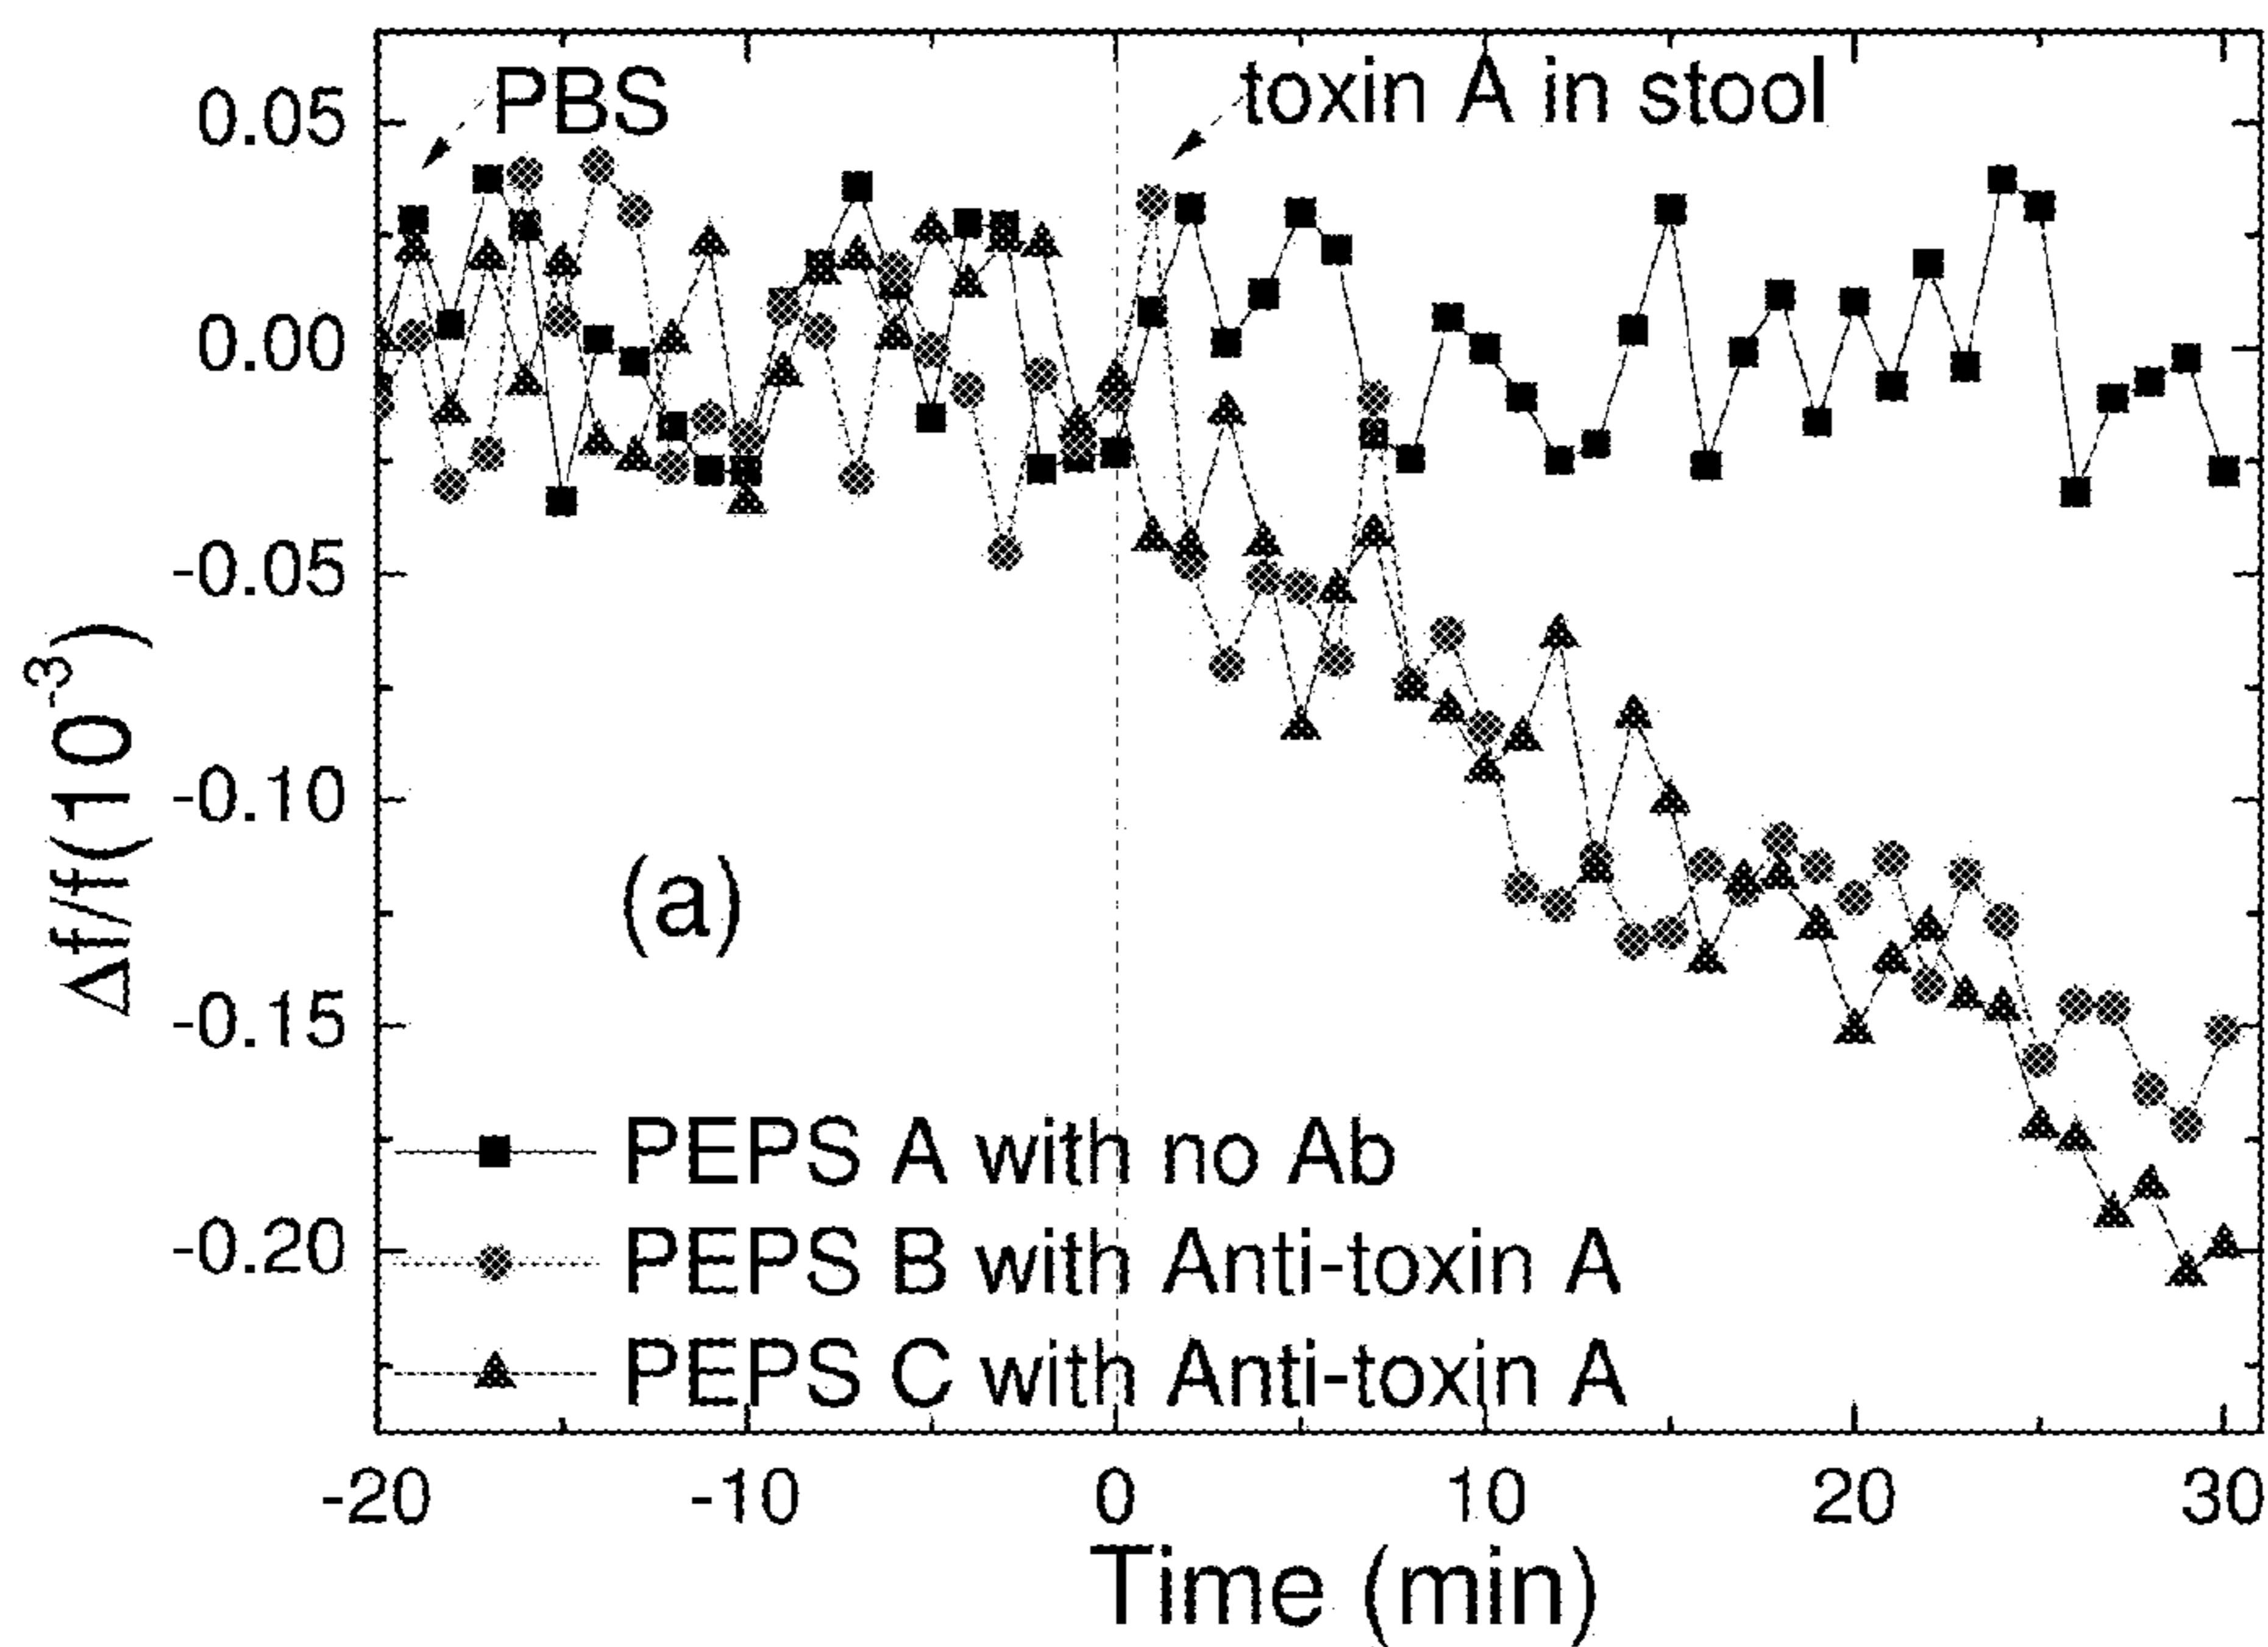 PBS
toxin A in stool
0.05
0.00
-0.05
-0.10
-0.15
-0.20
Δf/f(10⁻³)
(a)
PEPS A with no Ab
PEPS B with Anti-toxin A
PEPS C with Anti-toxin A
-20 -10 0 10 20 30
Time (min)